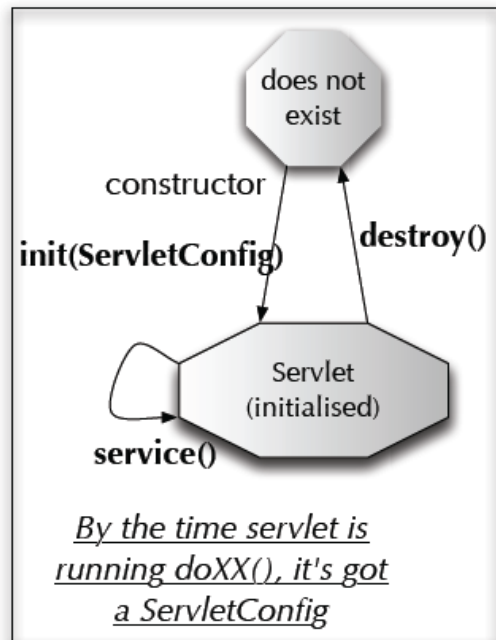 does not
exist
constructor
init(ServletConfig)
destroy()
Servlet
(initialised)
service()
By the time servlet is
running doXX(), it's got
a ServletConfig